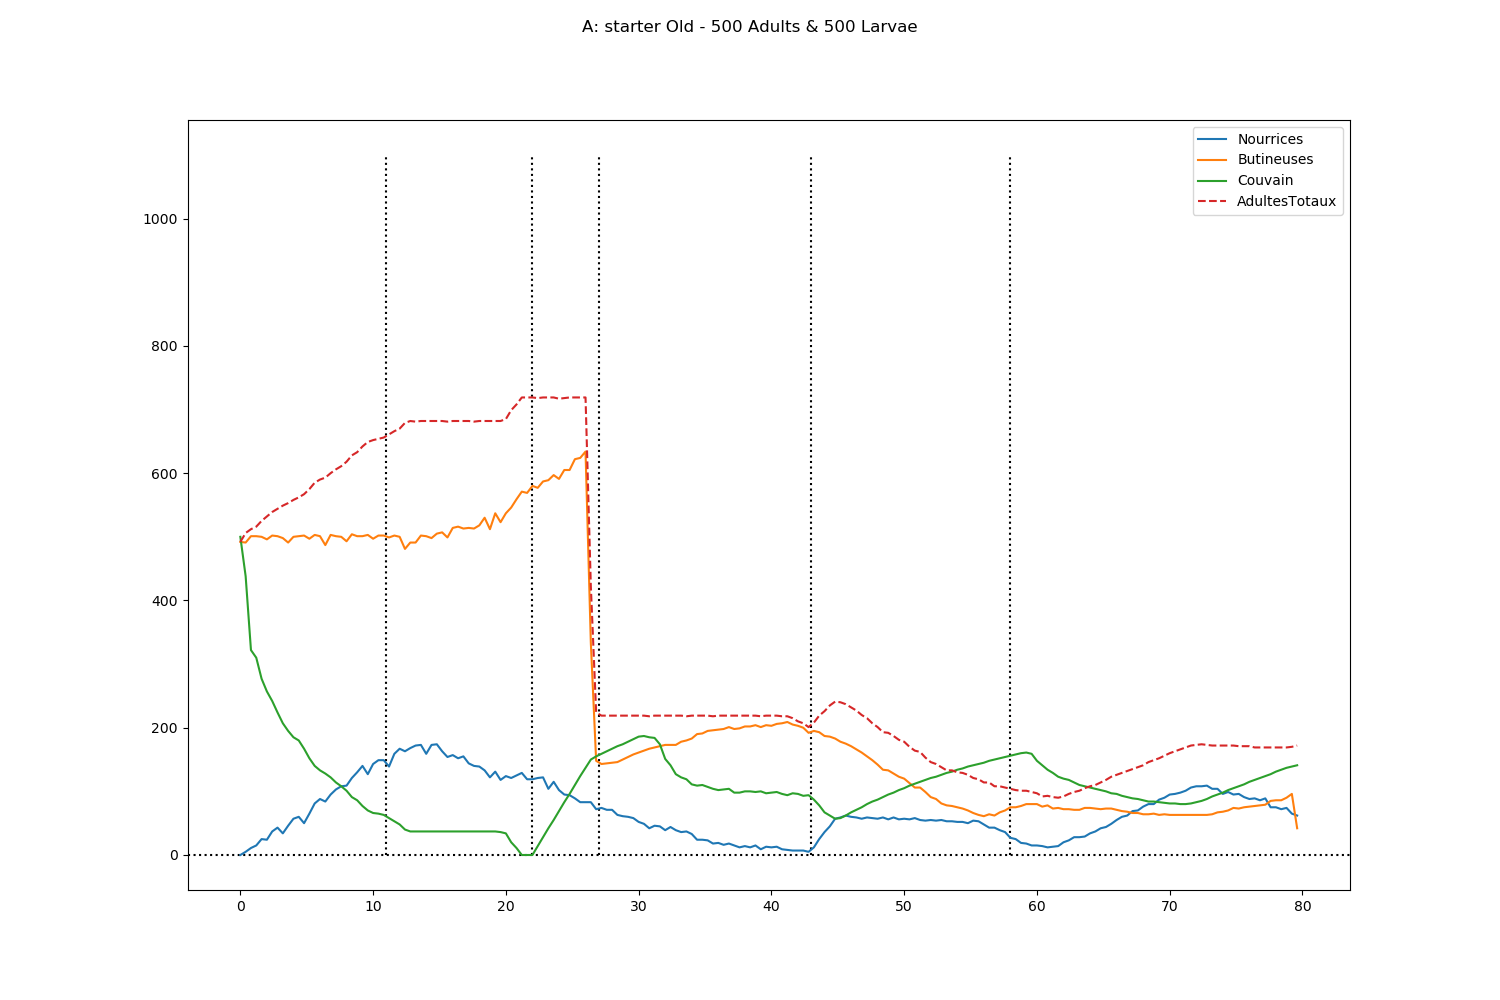 A: starter Old - 500 Adults & 500 Larvae
Nourrices
Butineuses
Couvain
AdultesTotaux
1000
800
600
400
200
0
0 10 20 30 40 50 60 70 80